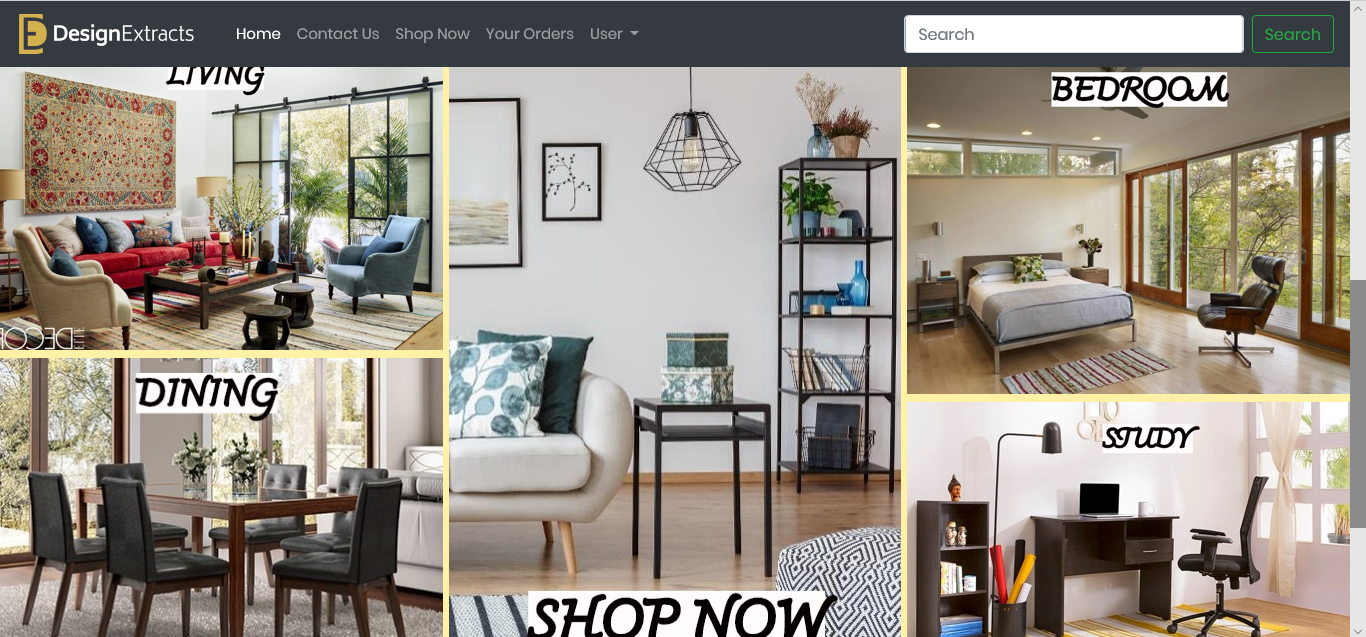 DesignExtracts
Home Contact Us Shop Now Your Orders User
Search Search
LIVING
BEDROOM
DINING
STUDY
SHOP NOW